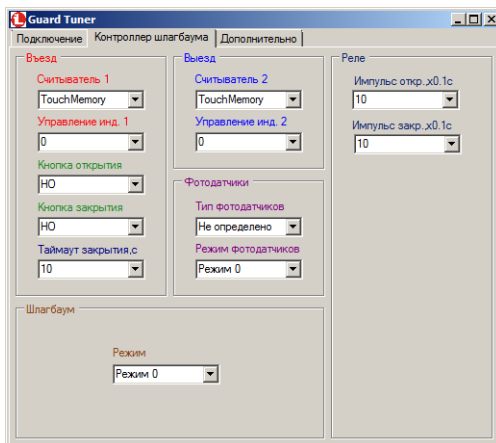 Guard Tuner
Подключение Контроллер шлагбаума Дополнительно
Въезд
Считыватель 1
TouchMemory
Управление инд. 1
0
Кнопка открытия
НО
Кнопка закрытия
НО
Таймаут закрытия,с
10
Выезд
Считыватель 2
TouchMemory
Управление инд. 2
0
Фотодатчики
Тип фотодатчиков
Не определено
Режим фотодатчиков
Режим 0
Реле
Импульс откр.,х0.1с
10
Импульс закр.,х0.1с
10
Шлагбаум
Режим
Режим 0